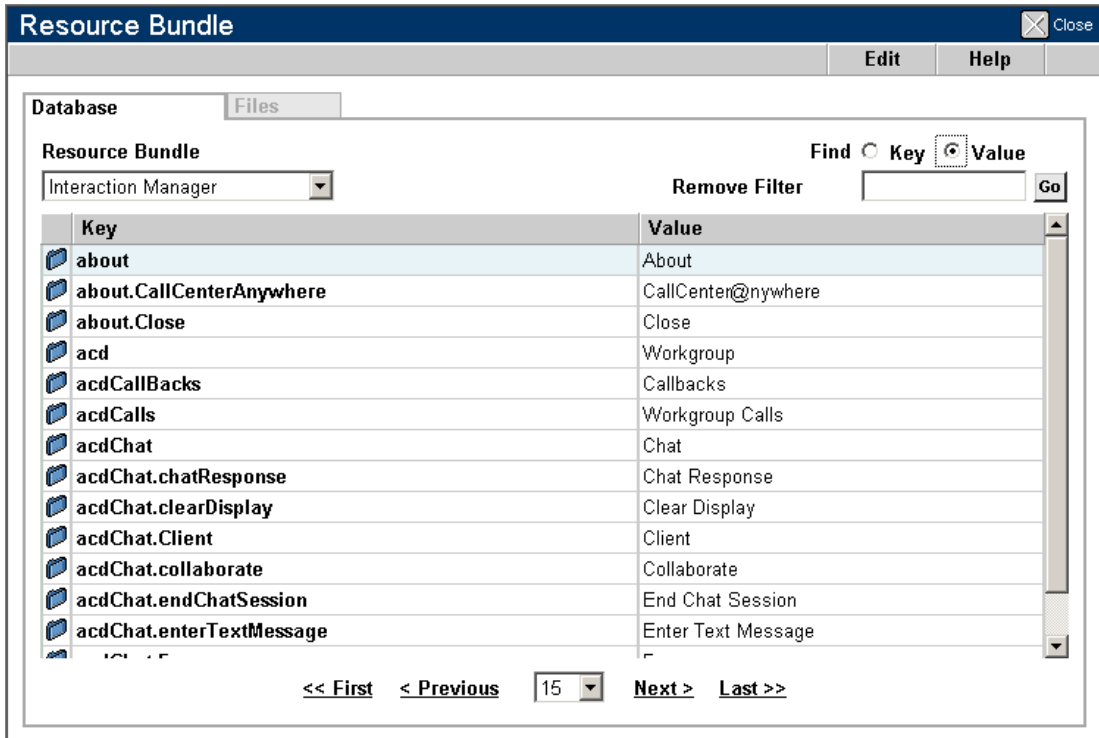 Resource Bundle Close
Edit Help
Database Files
Resource Bundle Find Key Value
Interaction Manager Remove Filter Go
Key Value
about About
about.CallCenterAnywhere CallCenter@nywhere
about.Close Close
acd Workgroup
acdCallBacks Callbacks
acdCalls Workgroup Calls
acdChat Chat
acdChat.chatResponse Chat Response
acdChat.clearDisplay Clear Display
acdChat.Client Client
acdChat.collaborate Collaborate
acdChat.endChatSession End Chat Session
acdChat.enterTextMessage Enter Text Message
<< First < Previous 15 Next > Last >>